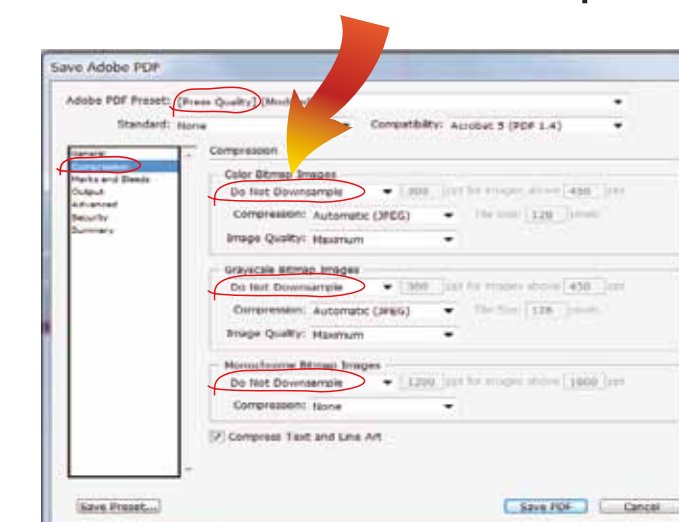 Save Adobe PDF
Adobe PDF Preset: [Press Quality]
Standard: None Compatibility: Acrobat 5 (PDF 1.4)
General Compression
Compression
Marks and Bleeds
Output
Advanced
Security
Summary
Color Bitmap Images
Do Not Downsample 300 ppi for images above: 450 ppi
Compression: Automatic (JPEG) Tile Size: 128 pixels
Image Quality: Maximum
Grayscale Bitmap Images
Do Not Downsample 300 ppi for images above: 450 ppi
Compression: Automatic (JPEG) Tile Size: 128 pixels
Image Quality: Maximum
Monochrome Bitmap Images
Do Not Downsample 1200 ppi for images above: 1800 ppi
Compression: None
Compress Text and Line Art
Save Preset... Save PDF Cancel